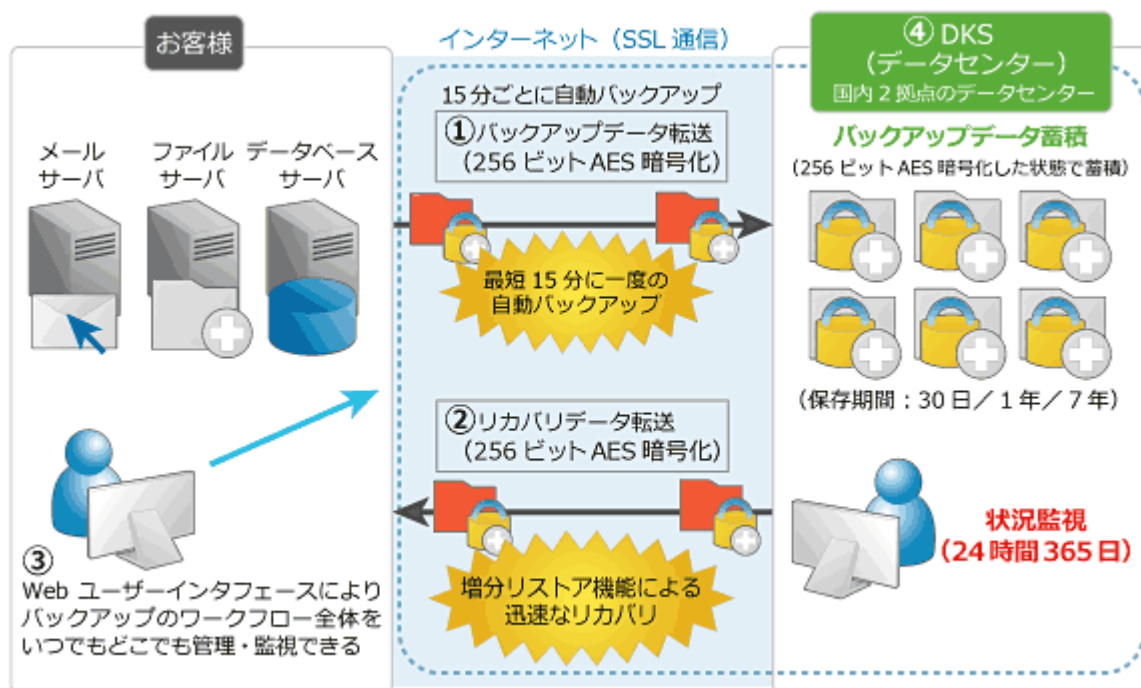 お客様
メール
サーバ
ファイル
サーバ
データベース
サーバ
③
Web ユーザーインタフェースにより
バックアップのワークフロー全体を
いつでもどこでも管理・監視できる
インターネット（SSL 通信）
15分ごとに自動バックアップ
①バックアップデータ転送
（256 ビット AES 暗号化）
最短 15 分に一度の
自動バックアップ
②リカバリデータ転送
（256 ビット AES 暗号化）
増分リストア機能による
迅速なリカバリ
④ DKS
（データセンター）
国内 2 拠点のデータセンター
バックアップデータ蓄積
（256 ビット AES 暗号化した状態で蓄積）
（保存期間：30 日／ 1 年／ 7 年）
状況監視
（24 時間 365 日）